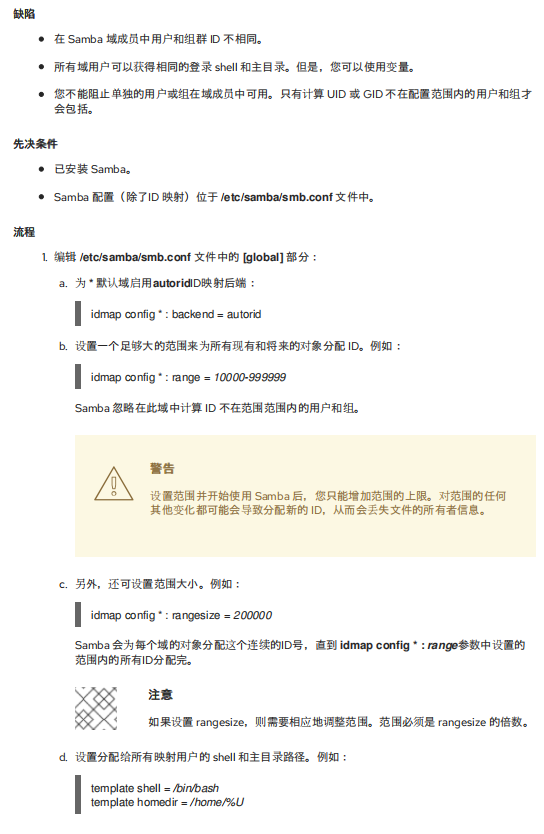 缺陷
● 在 Samba 域成员中用户和组群 ID 不相同。
● 所有域用户可以获得相同的登录 shell 和主目录。但是，您可以使用变量。
● 您不能阻止单独的用户或组在域成员中可用。只有计算 UID 或 GID 不在配置范围内的用户和组才
会包括。
先决条件
● 已安装 Samba。
● Samba 配置（除了ID 映射）位于 /etc/samba/smb.conf 文件中。
流程
1. 编辑 /etc/samba/smb.conf 文件中的 [global] 部分：
a. 为 * 默认域启用autoridID映射后端：
idmap config * : backend = autorid
b. 设置一个足够大的范围来为所有现有和将来的对象分配 ID。例如：
idmap config * : range = 10000-999999
Samba 忽略在此域中计算 ID 不在范围范围内的用户和组。
警告
设置范围并开始使用 Samba 后，您只能增加范围的上限。对范围的任何
其他变化都可能会导致分配新的 ID，从而会丢失文件的所有者信息。
c. 另外，还可设置范围大小。例如：
idmap config * : rangesize = 200000
Samba 会为每个域的对象分配这个连续的ID号，直到 idmap config * : range参数中设置的
范围内的所有ID分配完。
注意
如果设置 rangesize，则需要相应地调整范围。范围必须是 rangesize 的倍数。
d. 设置分配给所有映射用户的 shell 和主目录路径。例如：
template shell = /bin/bash
template homedir = /home/%U